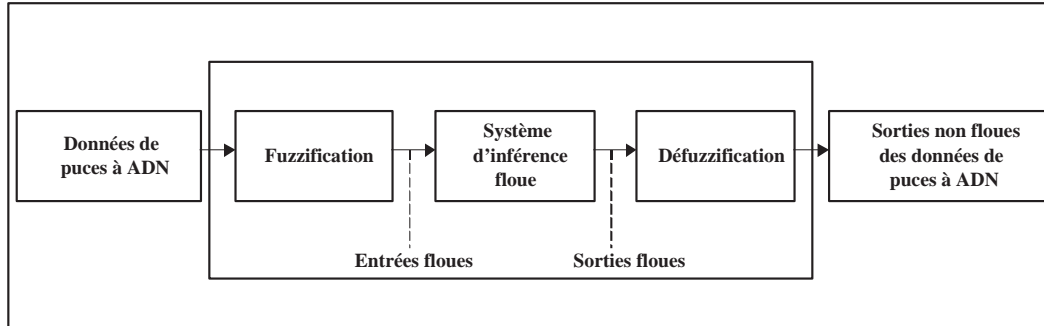 Données de
puces à ADN
Fuzzification
Système
d'inférence
floue
Défuzzification
Sorties non floues
des données de
puces à ADN
Entrées floues
Sorties floues